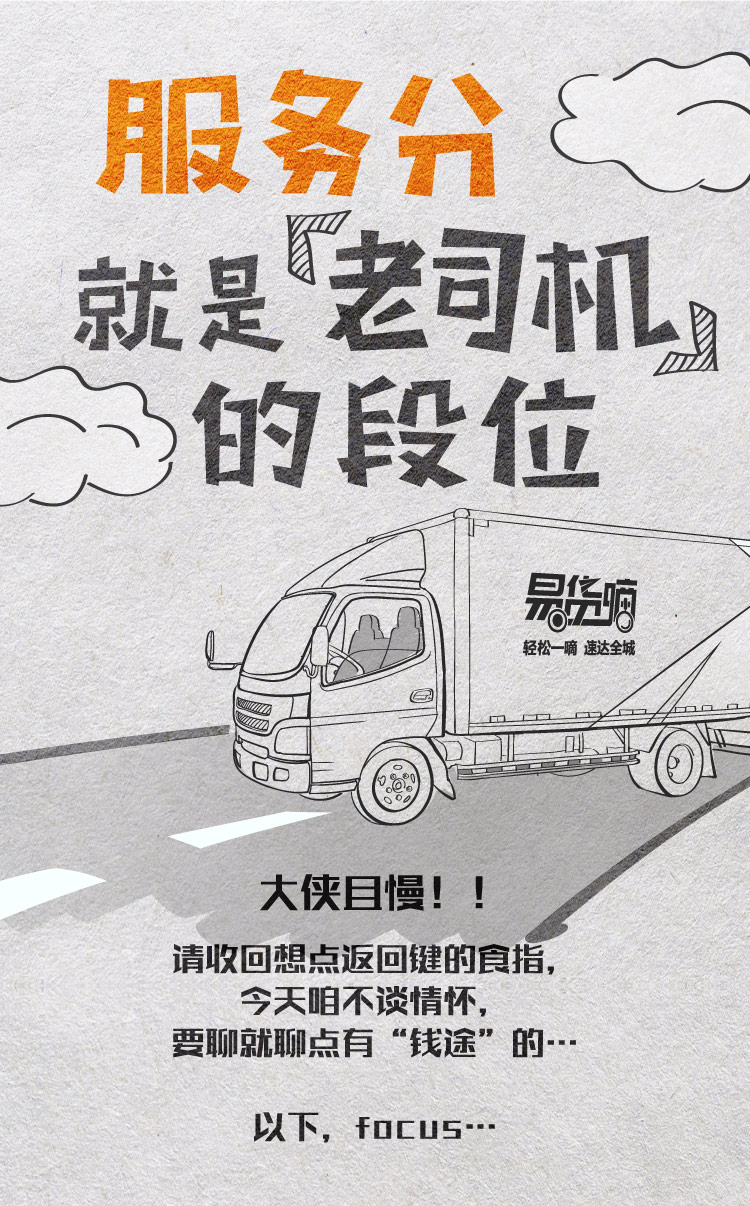 服务分
就是「老司机」
的段位
易货嘀
轻松一嘀 速达全城
大侠且慢！！
请收回想点返回键的食指，
今天咱不谈情怀，
要聊就聊点有“钱途”的…
以下，focus…